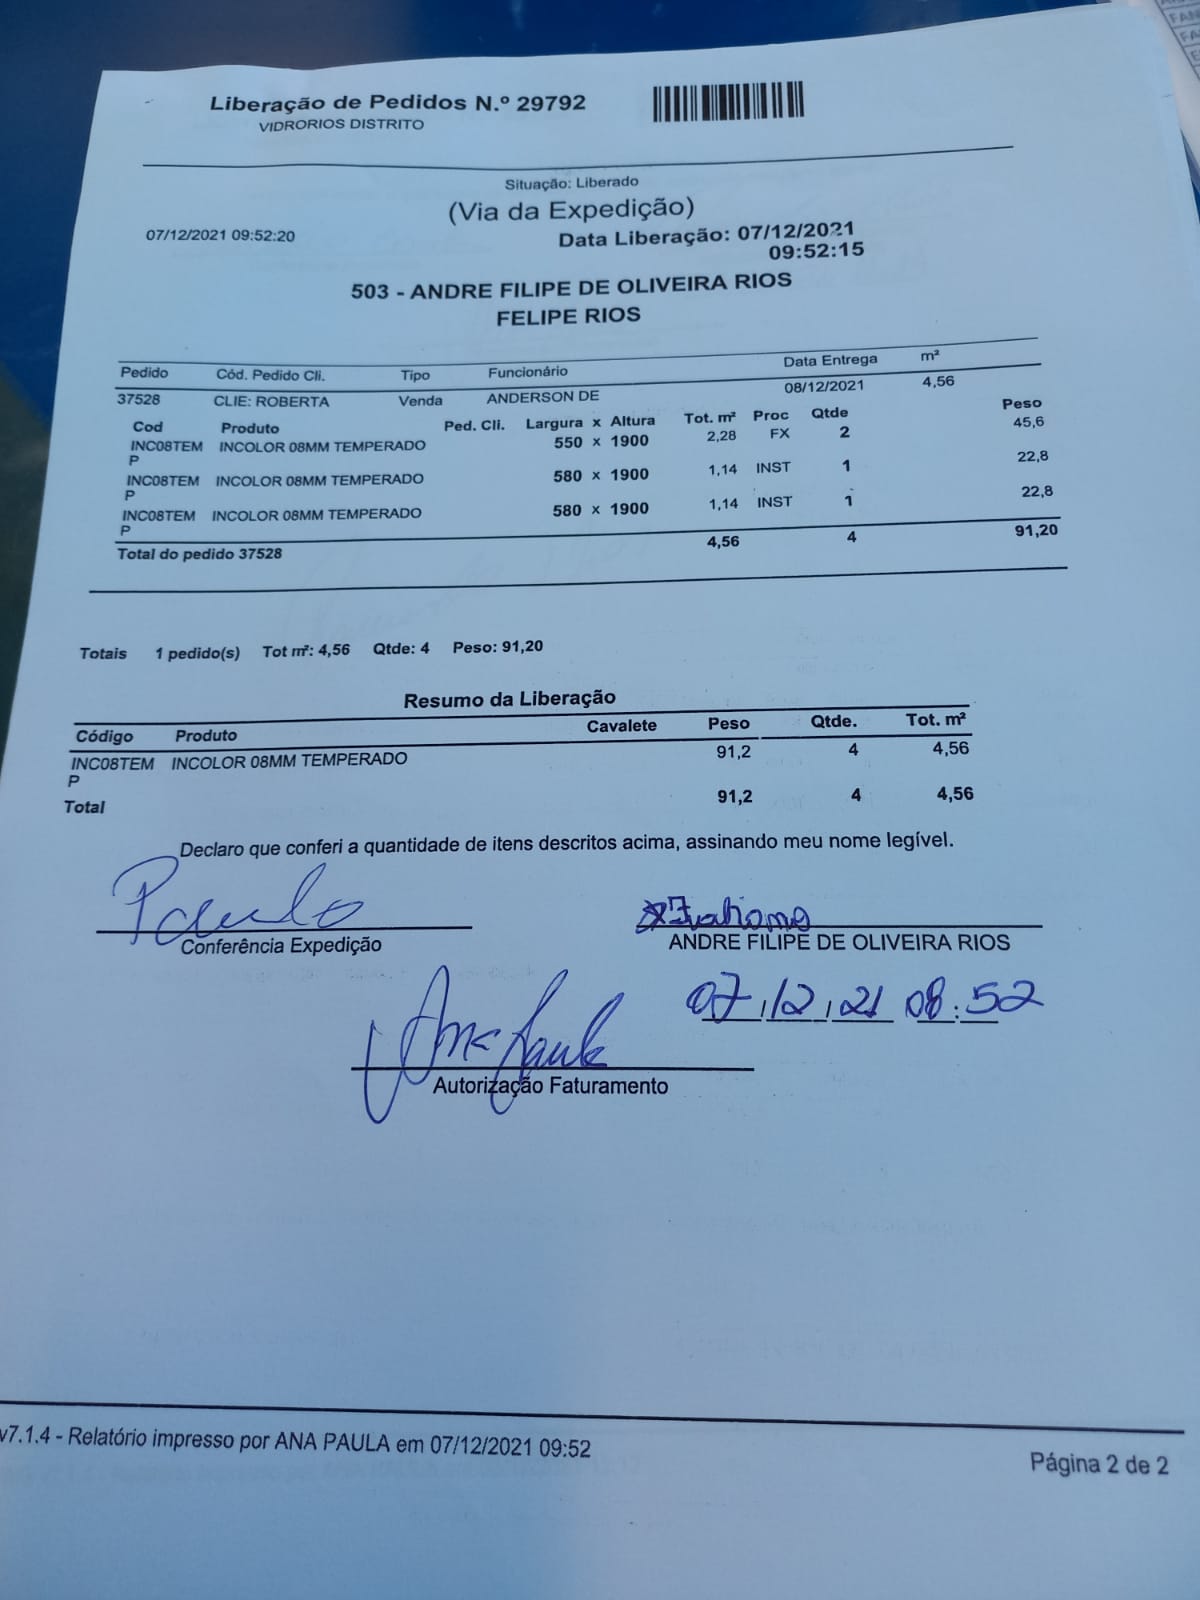 Liberação de Pedidos N.º 29792
VIDRORIOS DISTRITO
Situação: Liberado
(Via da Expedição)
07/12/2021 09:52:20
Data Liberação: 07/12/2021
09:52:15
503 - ANDRE FILIPE DE OLIVEIRA RIOS
FELIPE RIOS
Pedido Cód. Pedido Cli. Tipo Funcionário Data Entrega m²
37528 CLIE: ROBERTA Venda ANDERSON DE 08/12/2021 4,56
Cod Produto Ped. Cli. Largura x Altura Tot. m² Proc Qtde Peso
INC08TEM INCOLOR 08MM TEMPERADO 550 x 1900 2,28 FX 2 45,6
P
INC08TEM INCOLOR 08MM TEMPERADO 580 x 1900 1,14 INST 1 22,8
P
INC08TEM INCOLOR 08MM TEMPERADO 580 x 1900 1,14 INST 1 22,8
P
Total do pedido 37528 4,56 4 91,20
Totais 1 pedido(s) Tot m²: 4,56 Qtde: 4 Peso: 91,20
Resumo da Liberação
Código Produto Cavalete Peso Qtde. Tot. m²
INC08TEM INCOLOR 08MM TEMPERADO 91,2 4 4,56
P
Total 91,2 4 4,56
Declaro que conferi a quantidade de itens descritos acima, assinando meu nome legível.
Paulo
Conferência Expedição
ANDRE FILIPE DE OLIVEIRA RIOS
07/12/21 08:52
Ana Paula
Autorização Faturamento
v7.1.4 - Relatório impresso por ANA PAULA em 07/12/2021 09:52
Página 2 de 2